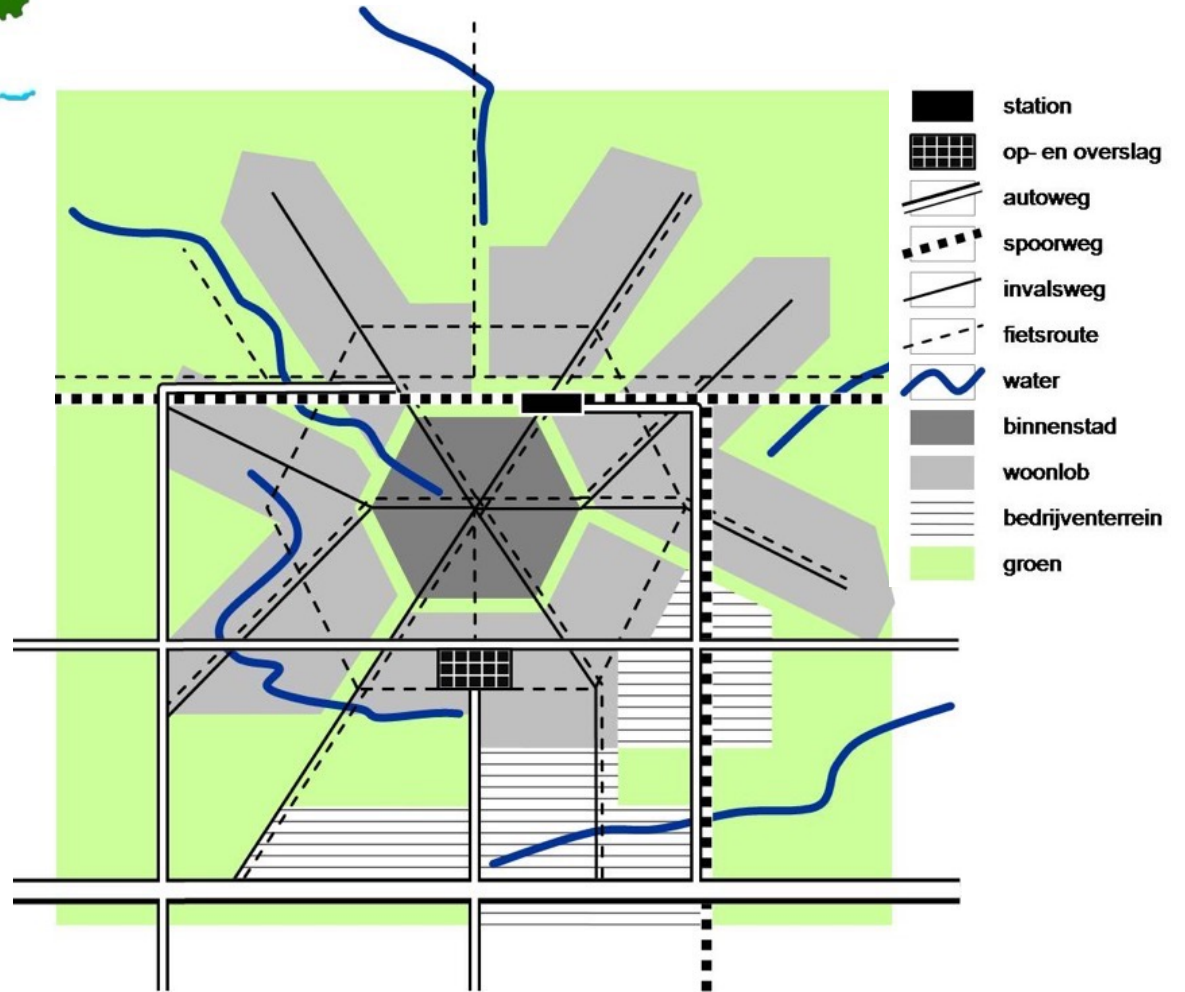 station
op- en overslag
autoweg
spoorweg
invalsweg
fietsroute
water
binnenstad
woonlob
bedrijventerrein
groen